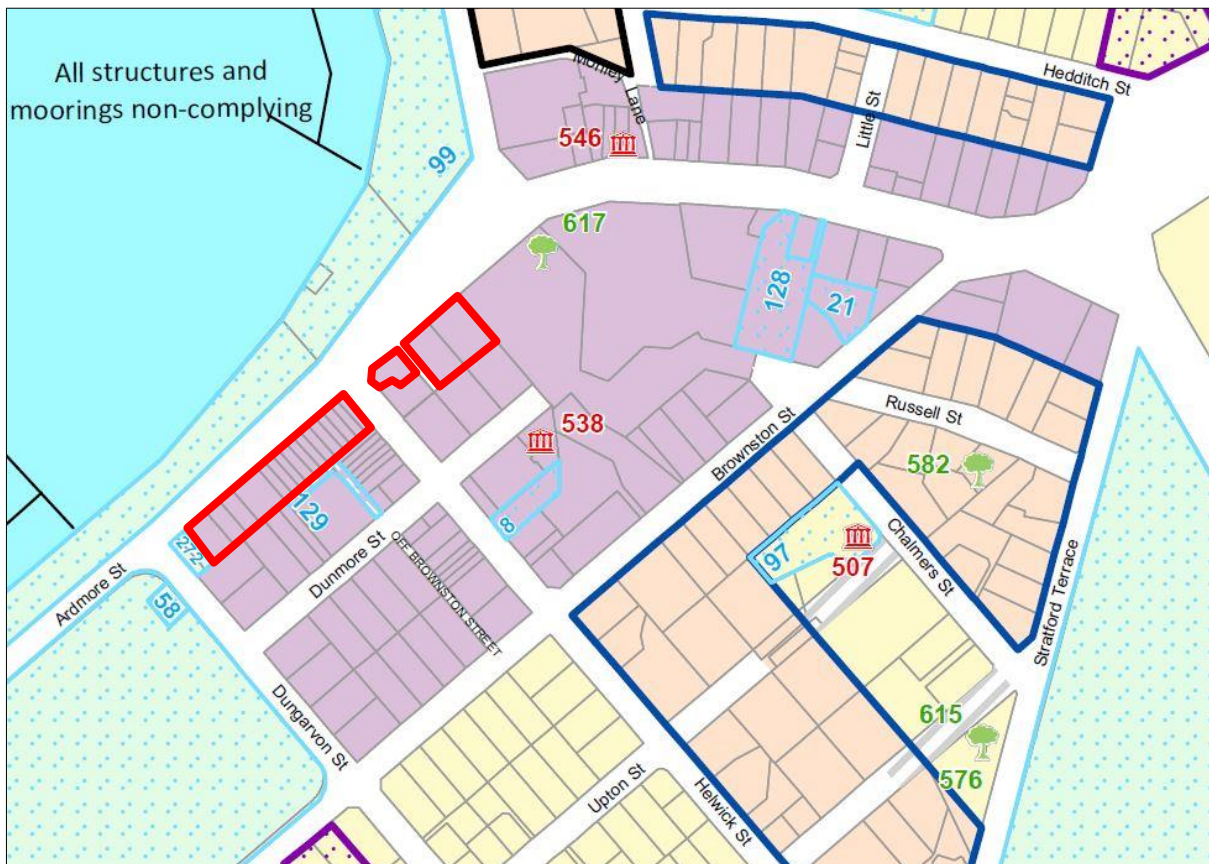 All structures and
moorings non-complying
Hedditch St
Morley
Lane
Little St
546
99
617
128
21
538
8
Brownston St
Russell St
582
97
507
Chalmers St
Stratford Terrace
129
27-2
Dunmore St
OFF BROWNSTON STREET
Ardmore St
58
Dungarvon St
615
576
Upton St
Helwick St